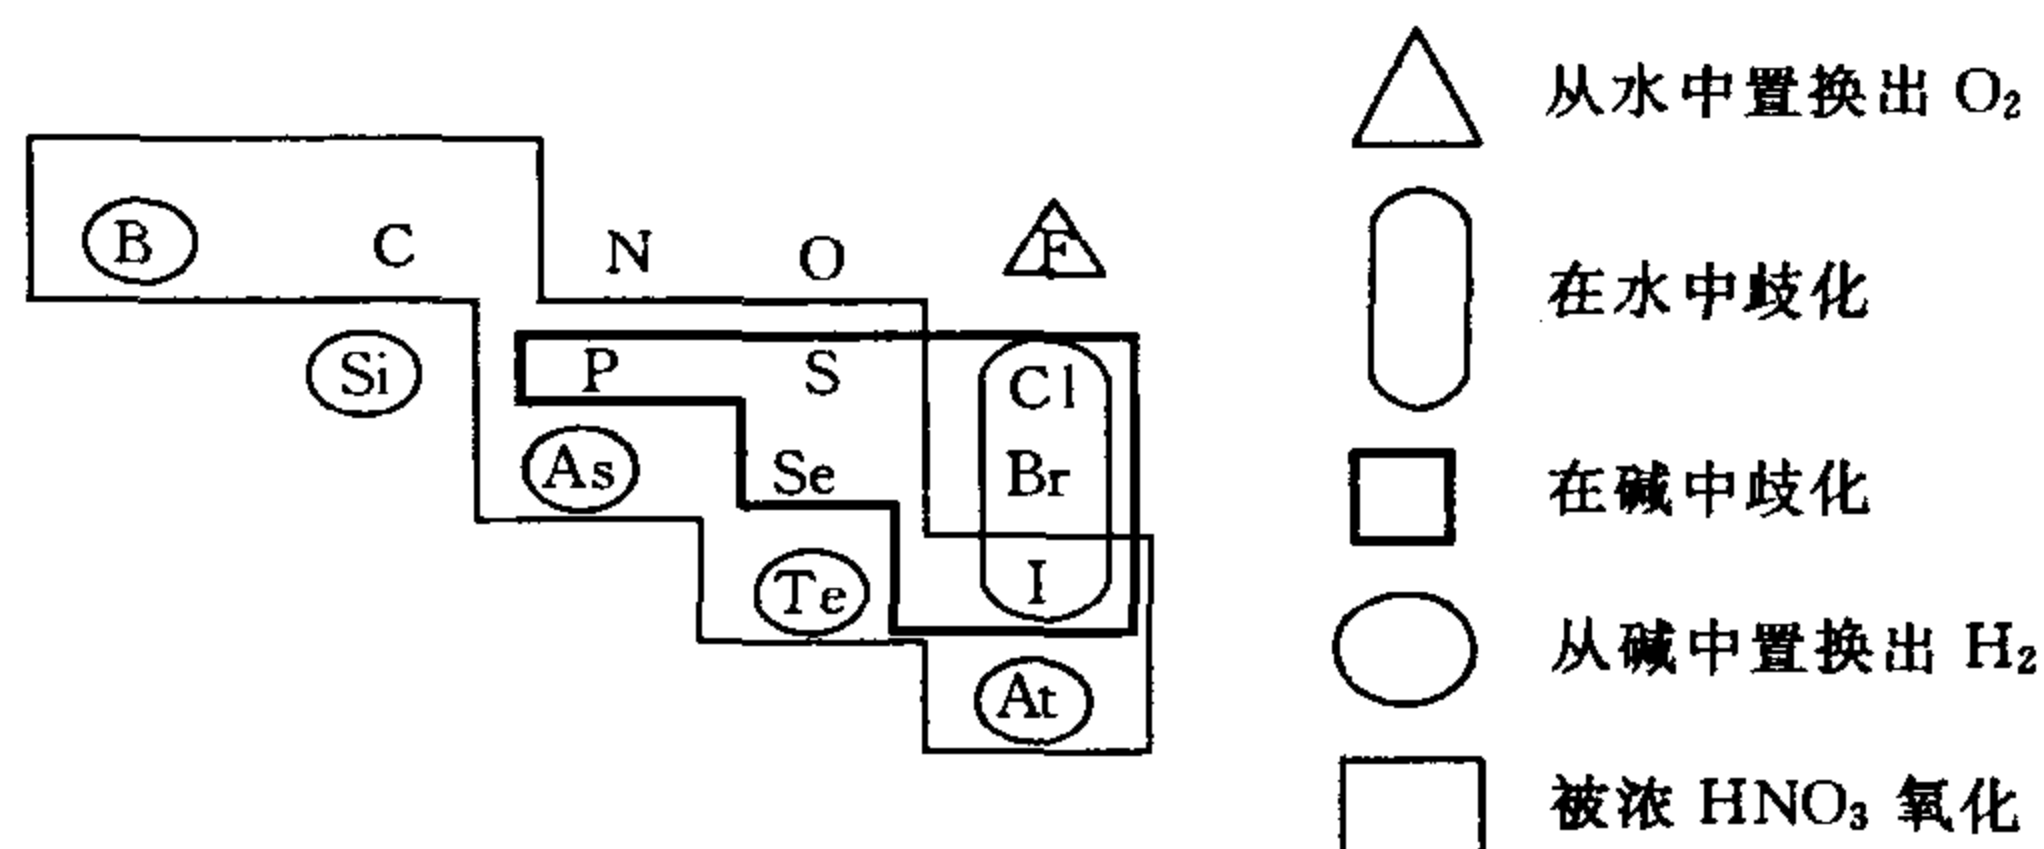 B C N O F
Si P S Cl
As Se Br
Te I
At
从水中置换出 O₂
在水中歧化
在碱中歧化
从碱中置换出 H₂
被浓 HNO₃ 氧化